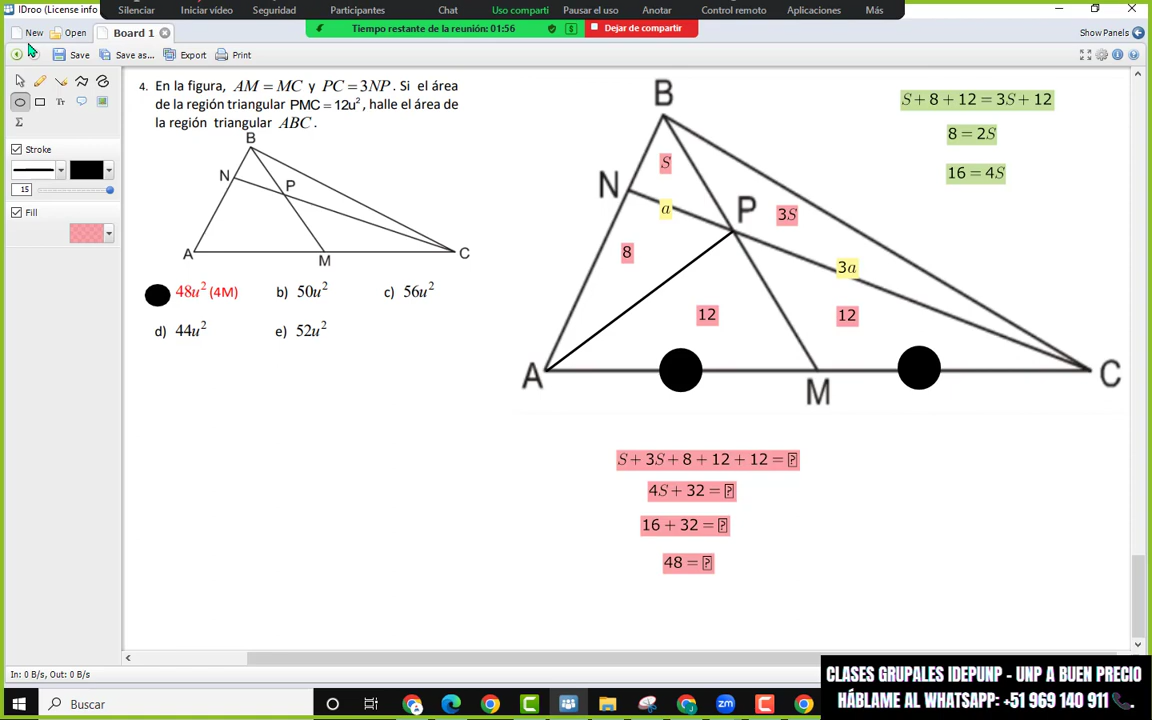 IDroo (License info
Silenciar
Iniciar vídeo
Seguridad
Participantes
Chat
Uso comparti
Pausar el uso
Anotar
Control remoto
Aplicaciones
Más
New
Open
Board 1
Tiempo restante de la reunión: 01:56
Dejar de compartir
Show Panels
Save
Save as...
Export
Print
Tr
Σ
Stroke
15
Fill
4. En la figura, AM = MC y PC = 3NP. Si el área
de la región triangular PMC = 12u², halle el área de
la región triangular ABC.
B
N
P
A
M
C
48u² (4M)
b) 50u²
c) 56u²
d) 44u²
e) 52u²
B
S
N
a
P
3S
8
3a
12
12
A
M
C
S + 8 + 12 = 3S + 12
8 = 2S
16 = 4S
S + 3S + 8 + 12 + 12 = ?
4S + 32 = ?
16 + 32 = ?
48 = ?
In: 0 B/s, Out: 0 B/s
Buscar
zm
CLASES GRUPALES IDEPUNP - UNP A BUEN PRECIO
HÁBLAME AL WHATSAPP: +51 969 140 911